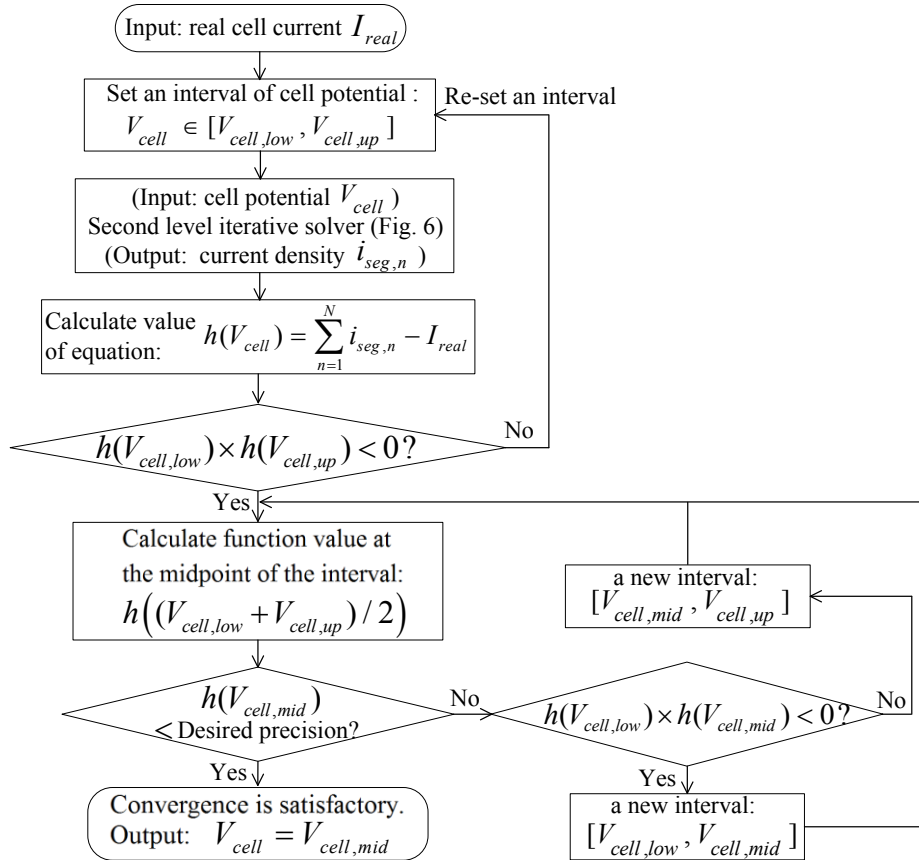 Input: real cell current I_real
Set an interval of cell potential :
V_cell ∈ [V_cell,low , V_cell,up ]
Re-set an interval
(Input: cell potential V_cell )
Second level iterative solver (Fig. 6)
(Output: current density i_seg,n )
Calculate value
of equation:
h(V_cell) = ∑_{n=1}^{N} i_seg,n − I_real
h(V_cell,low) × h(V_cell,up) < 0 ?
No
Yes
Calculate function value at
the midpoint of the interval:
h((V_cell,low + V_cell,up) / 2)
a new interval:
[V_cell,mid , V_cell,up ]
h(V_cell,mid)
< Desired precision?
No
h(V_cell,low) × h(V_cell,mid) < 0 ?
No
Yes
Yes
Convergence is satisfactory.
Output: V_cell = V_cell,mid
a new interval:
[V_cell,low , V_cell,mid ]